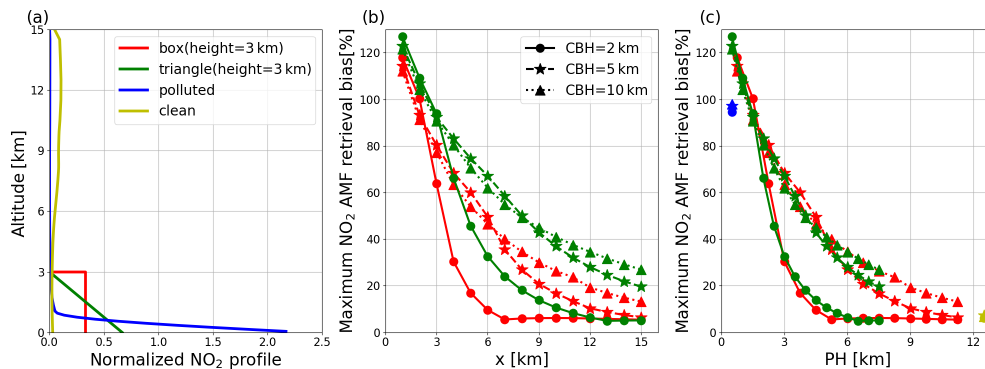 (a)
15
12
9
6
3
0
Altitude [km]
box(height=3 km)
triangle(height=3 km)
polluted
clean
0.0 0.5 1.0 1.5 2.0 2.5
Normalized NO₂ profile
(b)
120
100
80
60
40
20
0
Maximum NO₂ AMF retrieval bias[%]
CBH=2 km
CBH=5 km
CBH=10 km
0 3 6 9 12 15
x [km]
(c)
120
100
80
60
40
20
0
Maximum NO₂ AMF retrieval bias[%]
0 3 6 9 12
PH [km]